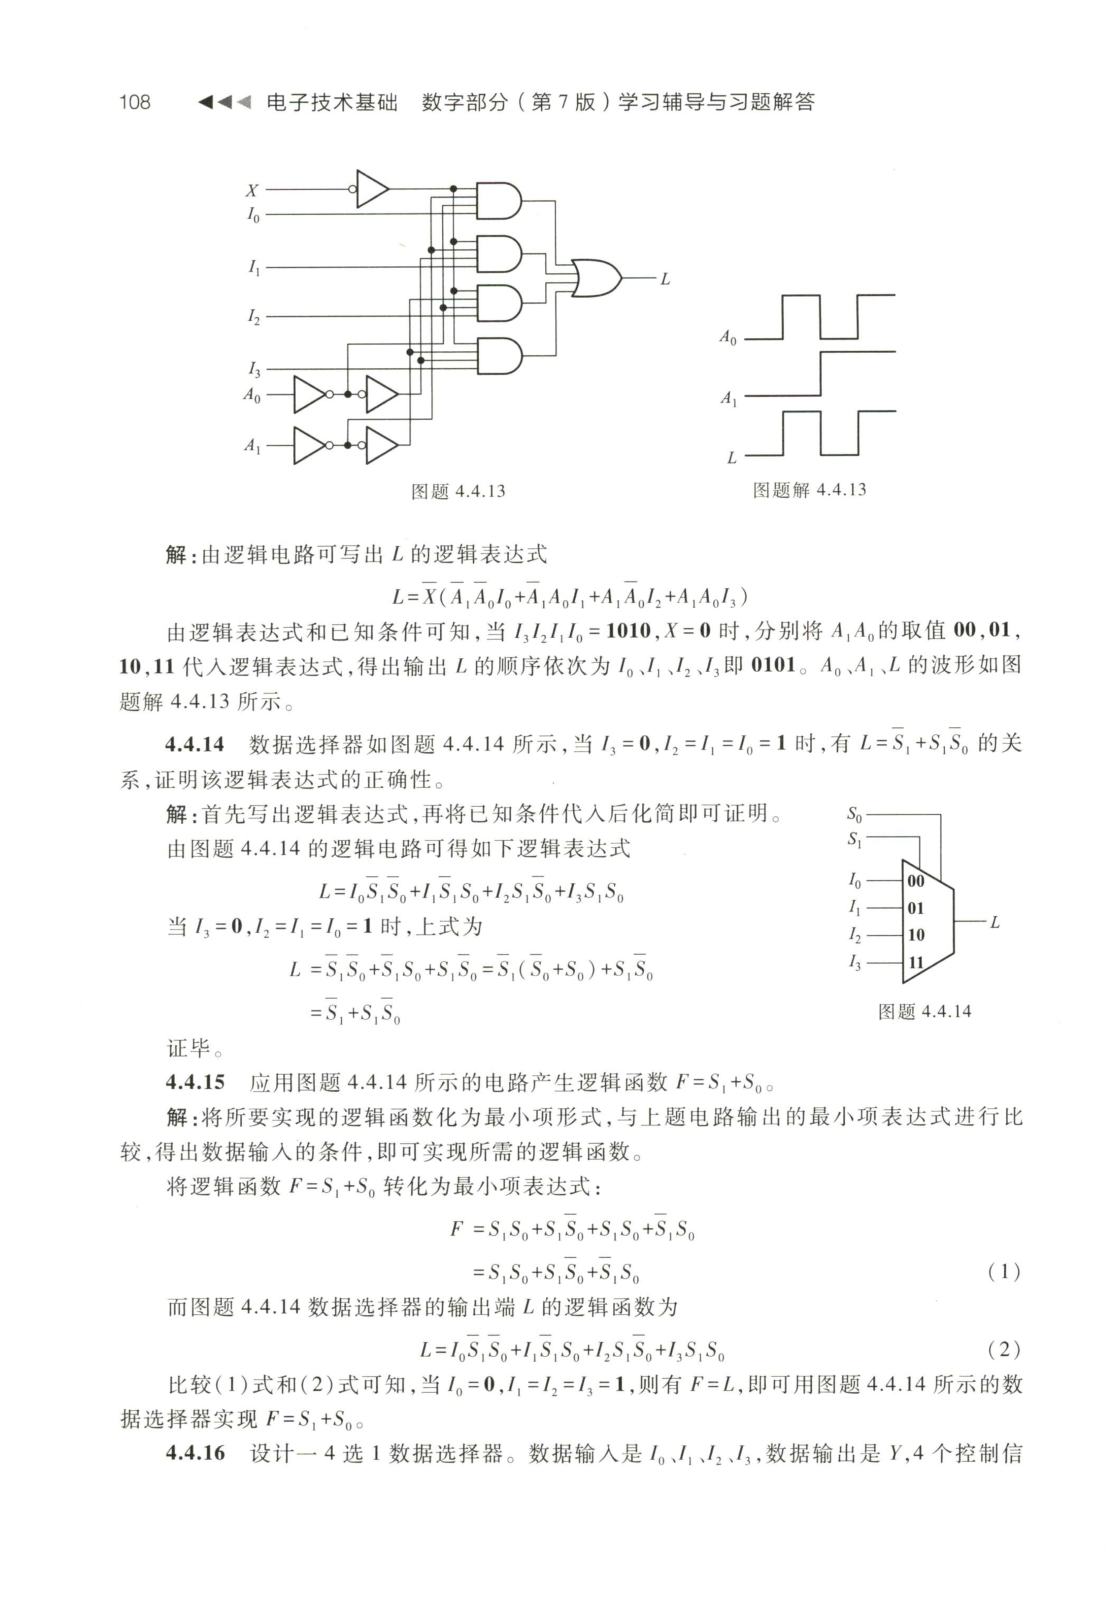 108 电子技术基础 数字部分(第7版)学习辅导与习题解答
X
I₀
I₁
I₂
I₃
A₀
A₁
L
图题 4.4.13
A₀
A₁
L
图题解 4.4.13
解:由逻辑电路可写出 L 的逻辑表达式
L=X̅(A̅₁A̅₀I₀+A̅₁A₀I₁+A₁A̅₀I₂+A₁A₀I₃)
由逻辑表达式和已知条件可知,当 I₃I₂I₁I₀=1010,X=0 时,分别将 A₁A₀的取值 00,01,
10,11 代入逻辑表达式,得出输出 L 的顺序依次为 I₀、I₁、I₂、I₃即 0101。A₀、A₁、L 的波形如图
题解 4.4.13 所示。
4.4.14 数据选择器如图题 4.4.14 所示,当 I₃=0,I₂=I₁=I₀=1 时,有 L=S̅₁+S₁S̅₀ 的关
系,证明该逻辑表达式的正确性。
解:首先写出逻辑表达式,再将已知条件代入后化简即可证明。
由图题 4.4.14 的逻辑电路可得如下逻辑表达式
L=I₀S̅₁S̅₀+I₁S̅₁S₀+I₂S₁S̅₀+I₃S₁S₀
当 I₃=0,I₂=I₁=I₀=1 时,上式为
L =S̅₁S̅₀+S̅₁S₀+S₁S̅₀=S̅₁(S̅₀+S₀)+S₁S̅₀
=S̅₁+S₁S̅₀
证毕。
S₀
S₁
I₀ 00
I₁ 01
I₂ 10
I₃ 11
L
图题 4.4.14
4.4.15 应用图题 4.4.14 所示的电路产生逻辑函数 F=S₁+S₀。
解:将所要实现的逻辑函数化为最小项形式,与上题电路输出的最小项表达式进行比
较,得出数据输入的条件,即可实现所需的逻辑函数。
将逻辑函数 F=S₁+S₀ 转化为最小项表达式:
F =S₁S₀+S₁S̅₀+S₁S₀+S̅₁S₀
=S₁S₀+S₁S̅₀+S̅₁S₀ (1)
而图题 4.4.14 数据选择器的输出端 L 的逻辑函数为
L=I₀S̅₁S̅₀+I₁S̅₁S₀+I₂S₁S̅₀+I₃S₁S₀ (2)
比较(1)式和(2)式可知,当 I₀=0,I₁=I₂=I₃=1,则有 F=L,即可用图题 4.4.14 所示的数
据选择器实现 F=S₁+S₀。
4.4.16 设计一 4 选 1 数据选择器。数据输入是 I₀、I₁、I₂、I₃,数据输出是 Y,4 个控制信